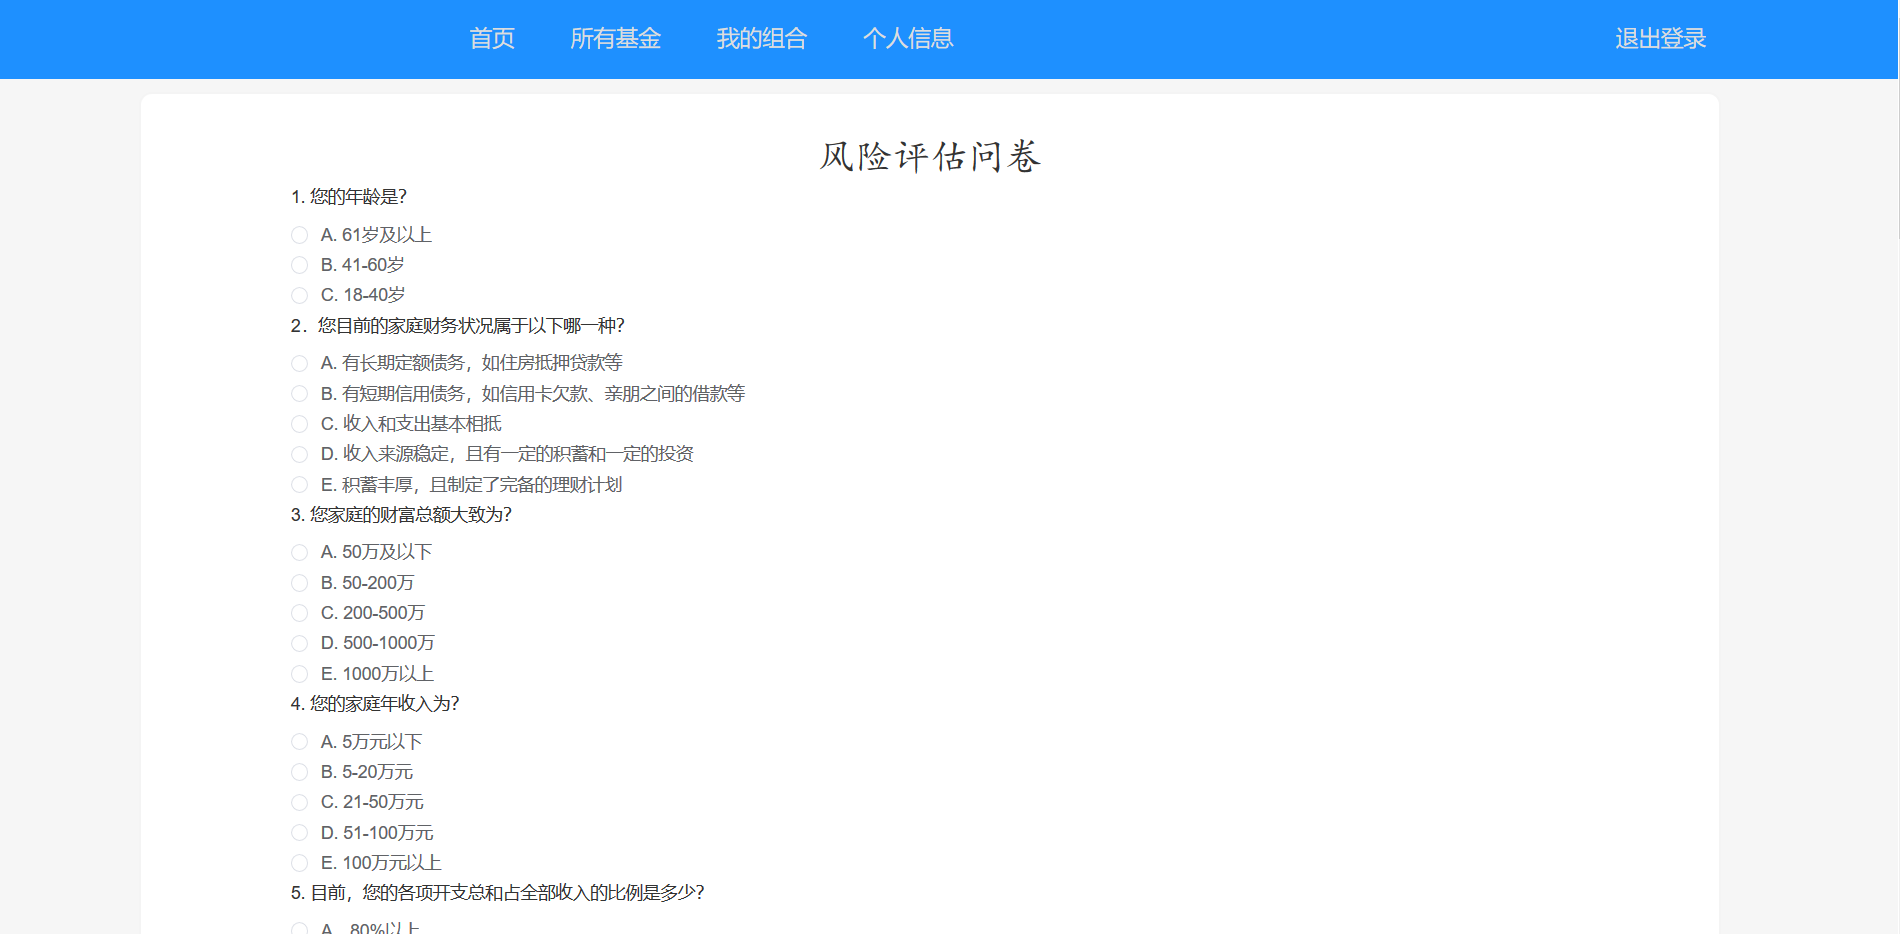 首页 所有基金 我的组合 个人信息 退出登录
风险评估问卷
1. 您的年龄是？
A. 61岁及以上
B. 41-60岁
C. 18-40岁
2．您目前的家庭财务状况属于以下哪一种？
A. 有长期定额债务，如住房抵押贷款等
B. 有短期信用债务，如信用卡欠款、亲朋之间的借款等
C. 收入和支出基本相抵
D. 收入来源稳定，且有一定的积蓄和一定的投资
E. 积蓄丰厚，且制定了完备的理财计划
3. 您家庭的财富总额大致为？
A. 50万及以下
B. 50-200万
C. 200-500万
D. 500-1000万
E. 1000万以上
4. 您的家庭年收入为？
A. 5万元以下
B. 5-20万元
C. 21-50万元
D. 51-100万元
E. 100万元以上
5. 目前，您的各项开支总和占全部收入的比例是多少？
A．80%以上